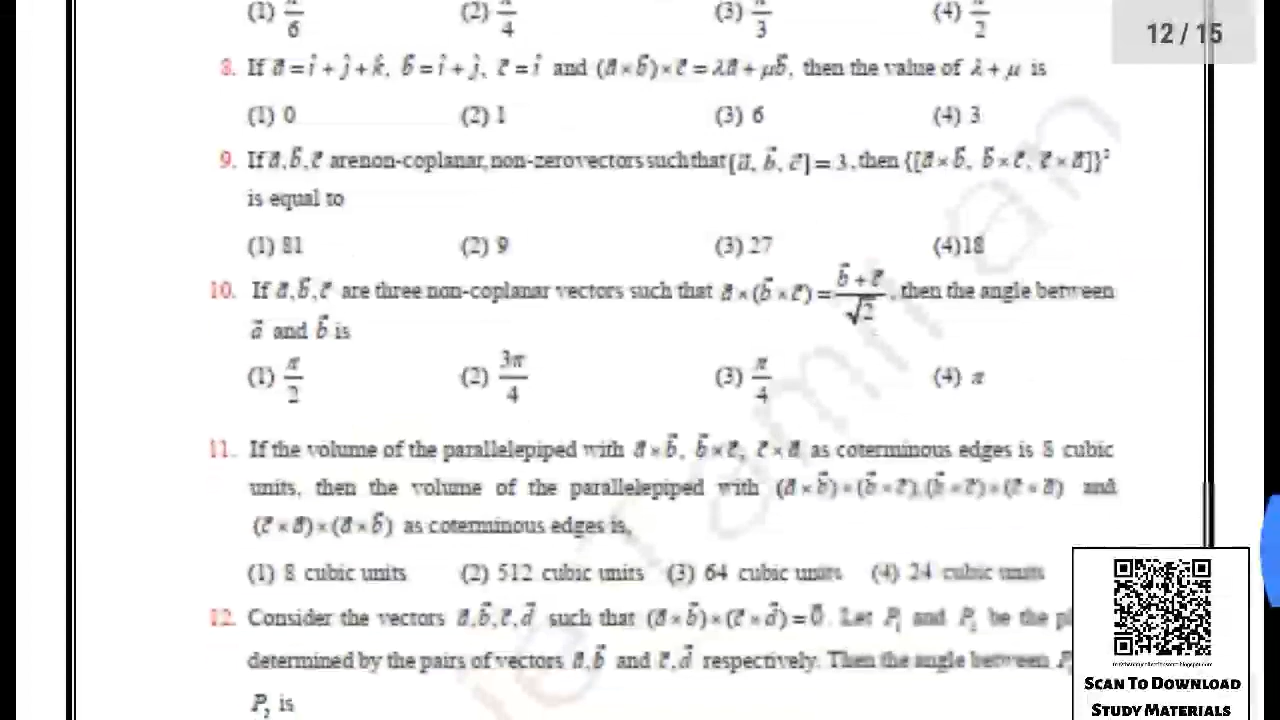 (1) π/6 (2) π/4 (3) π/3 (4) π/2
12 / 15
8. If a⃗ = î + ĵ + k̂, b⃗ = î + ĵ, c⃗ = î and (a⃗ × b⃗) × c⃗ = λa⃗ + μb⃗, then the value of λ + μ is
(1) 0 (2) 1 (3) 6 (4) 3
9. If a⃗, b⃗, c⃗ are non-coplanar, non-zero vectors such that [a⃗, b⃗, c⃗] = 3, then {[a⃗ × b⃗, b⃗ × c⃗, c⃗ × a⃗]}²
is equal to
(1) 81 (2) 9 (3) 27 (4)18
10. If a⃗, b⃗, c⃗ are three non-coplanar vectors such that a⃗ × (b⃗ × c⃗) = (b⃗ + c⃗)/√2, then the angle between
a⃗ and b⃗ is
(1) π/2 (2) 3π/4 (3) π/4 (4) π
11. If the volume of the parallelepiped with a⃗ × b⃗, b⃗ × c⃗, c⃗ × a⃗ as coterminous edges is 8 cubic
units, then the volume of the parallelepiped with (a⃗ × b⃗) × (b⃗ × c⃗), (b⃗ × c⃗) × (c⃗ × a⃗) and
(c⃗ × a⃗) × (a⃗ × b⃗) as coterminous edges is,
(1) 8 cubic units (2) 512 cubic units (3) 64 cubic units (4) 24 cubic units
12. Consider the vectors a⃗, b⃗, c⃗, d⃗ such that (a⃗ × b⃗) × (c⃗ × d⃗) = 0⃗. Let P₁ and P₂ be the
determined by the pairs of vectors a⃗, b⃗ and c⃗, d⃗ respectively. Then the angle between
P₂ is
SCAN TO DOWNLOAD
STUDY MATERIALS